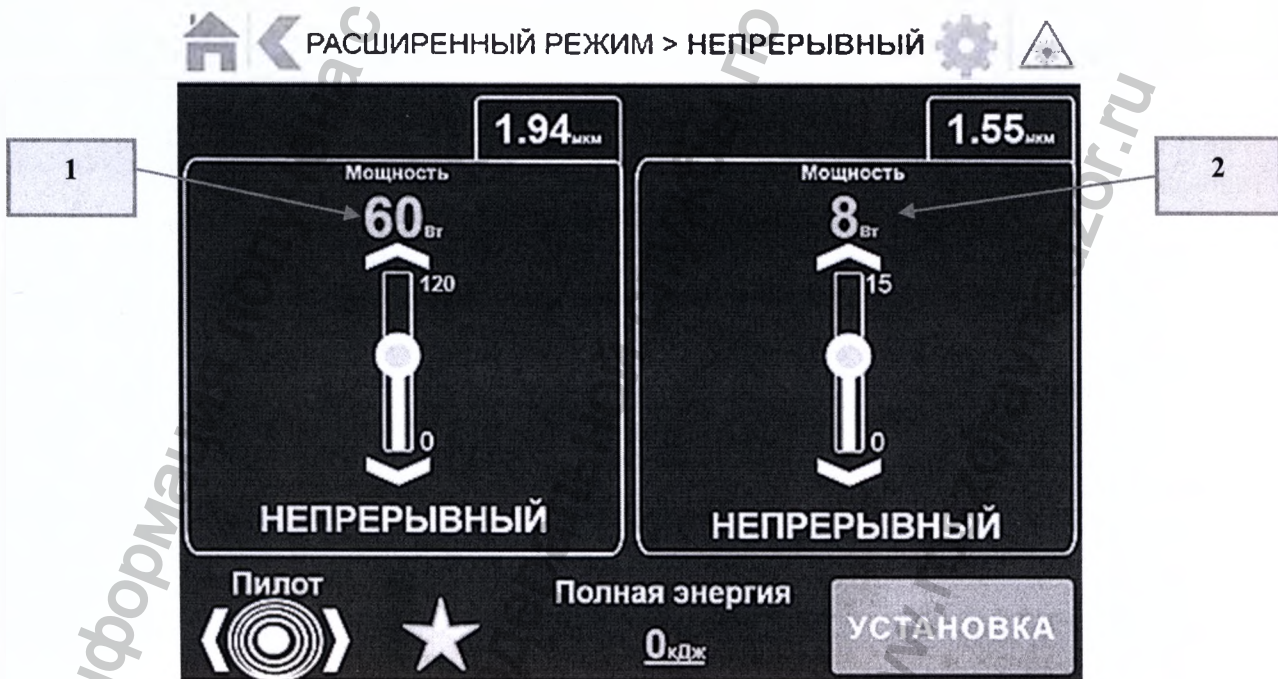 РАСШИРЕННЫЙ РЕЖИМ > НЕПРЕРЫВНЫЙ
1.94мкм
1.55мкм
1
2
Мощность
Мощность
60Вт
8Вт
120
15
0
0
НЕПРЕРЫВНЫЙ
НЕПРЕРЫВНЫЙ
Пилот
Полная энергия
0кДж
УСТАНОВКА